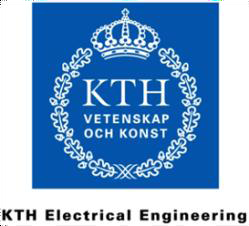 KTH
VETENSKAP
OCH KONST
KTH Electrical Engineering